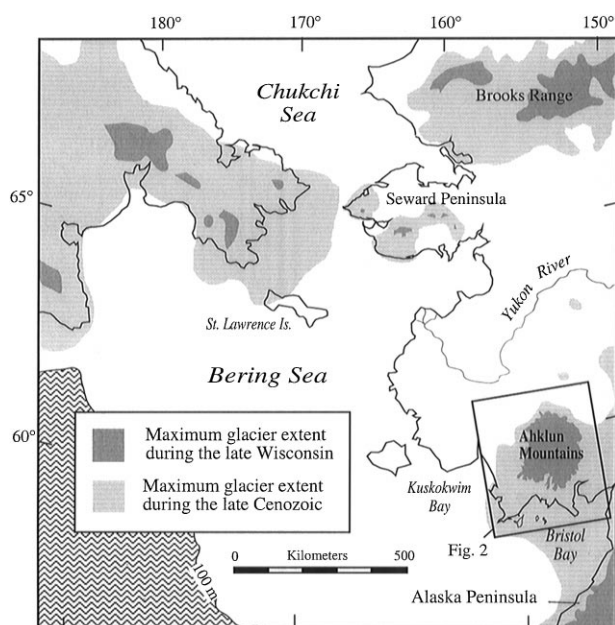 180°
170°
160°
150°
Chukchi
Sea
Brooks Range
65°
Seward Peninsula
Yukon River
St. Lawrence Is.
Bering Sea
60°
Maximum glacier extent
during the late Wisconsin
Maximum glacier extent
during the late Cenozoic
Ahklun
Mountains
Kuskokwim
Bay
Bristol
Bay
Fig. 2
0 Kilometers 500
100 m
Alaska Peninsula